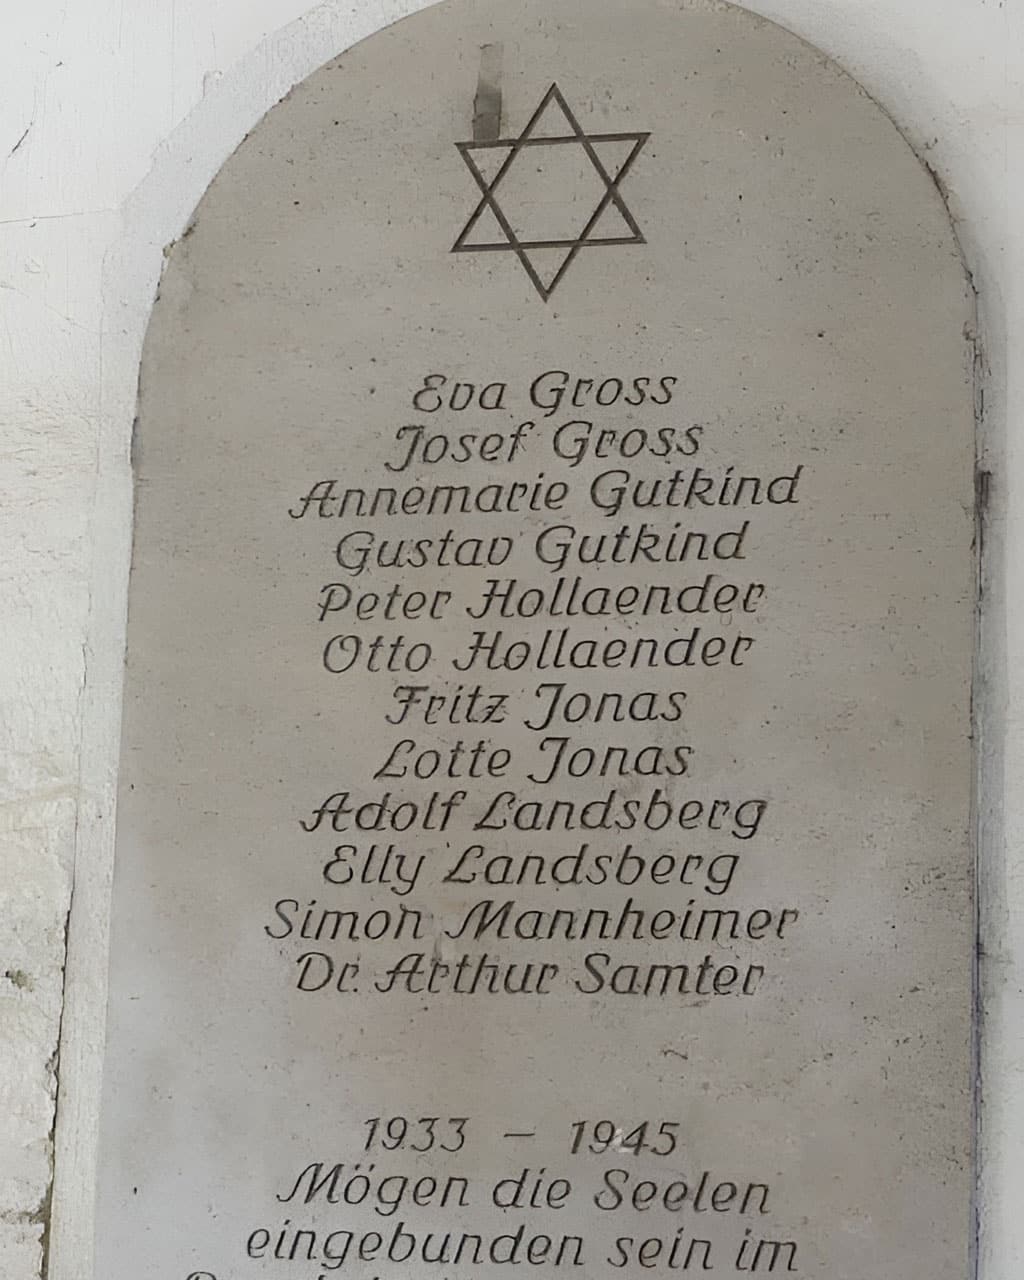 Eva Gross
Josef Gross
Annemarie Gutkind
Gustav Gutkind
Peter Hollaender
Otto Hollaender
Fritz Jonas
Lotte Jonas
Adolf Landsberg
Elly Landsberg
Simon Mannheimer
Dr. Arthur Samter
1933 – 1945
Mögen die Seelen
eingebunden sein im